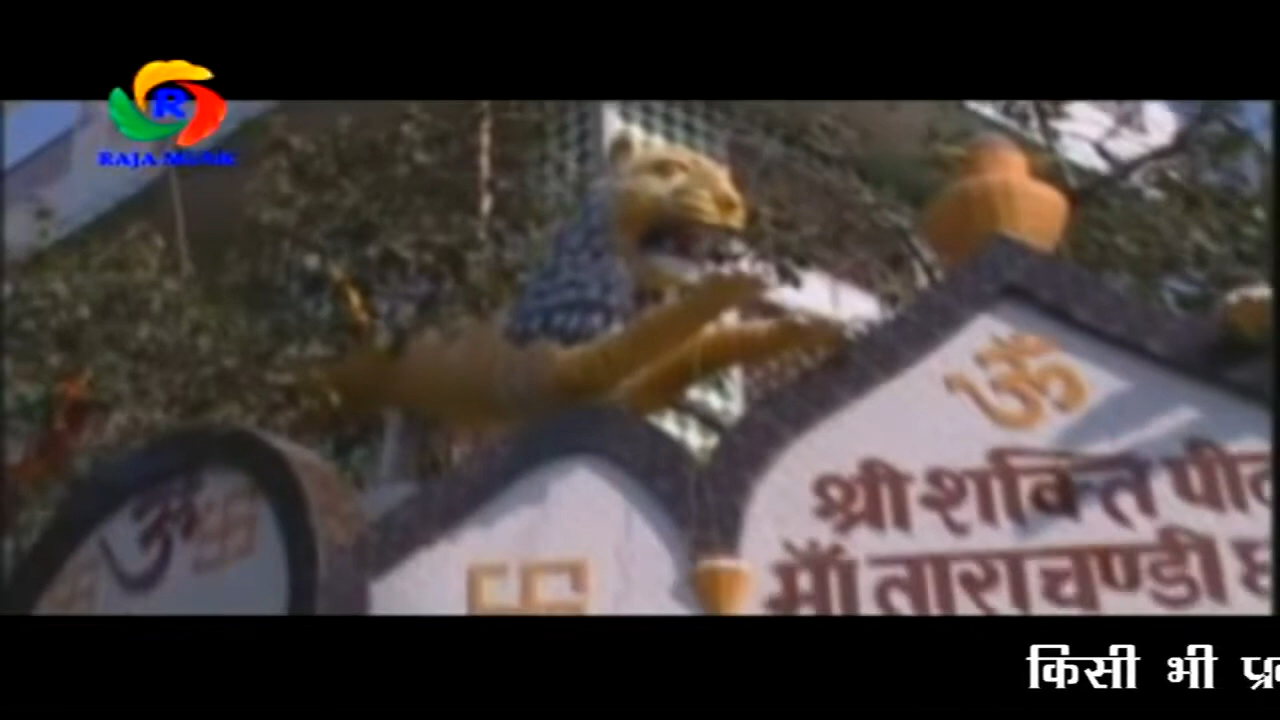 R
RAJA MUSIC
ॐ
ॐ
श्री शक्ति
माँ ताराचण्डी
किसी भी